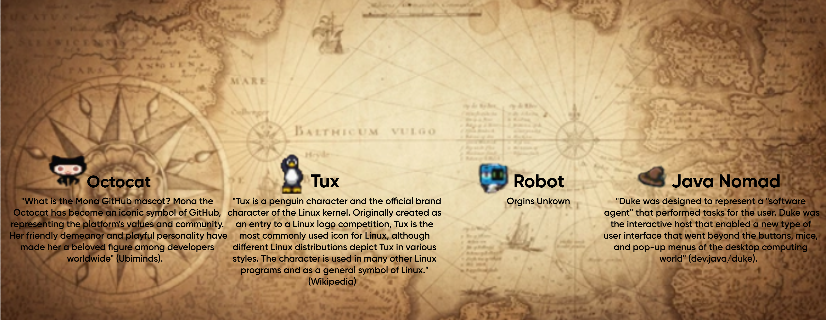 MARE
BALTHICUM VULGO
Octocat
"What is the Mona GitHub mascot? Mona the
Octocat has become an iconic symbol of GitHub,
representing the platform's values and community.
Her friendly demeanor and playful personality have
made her a beloved figure among developers
worldwide" (Ubiminds).
Tux
"Tux is a penguin character and the official brand
character of the Linux kernel. Originally created as
an entry to a Linux logo competition, Tux is the
most commonly used icon for Linux, although
different Linux distributions depict Tux in various
styles. The character is used in many other Linux
programs and as a general symbol of Linux."
(Wikipedia)
Robot
Orgins Unkown
Java Nomad
"Duke was designed to represent a "software
agent" that performed tasks for the user. Duke was
the interactive host that enabled a new type of
user interface that went beyond the buttons, mice,
and pop-up menus of the desktop computing
world" (dev.java/duke).